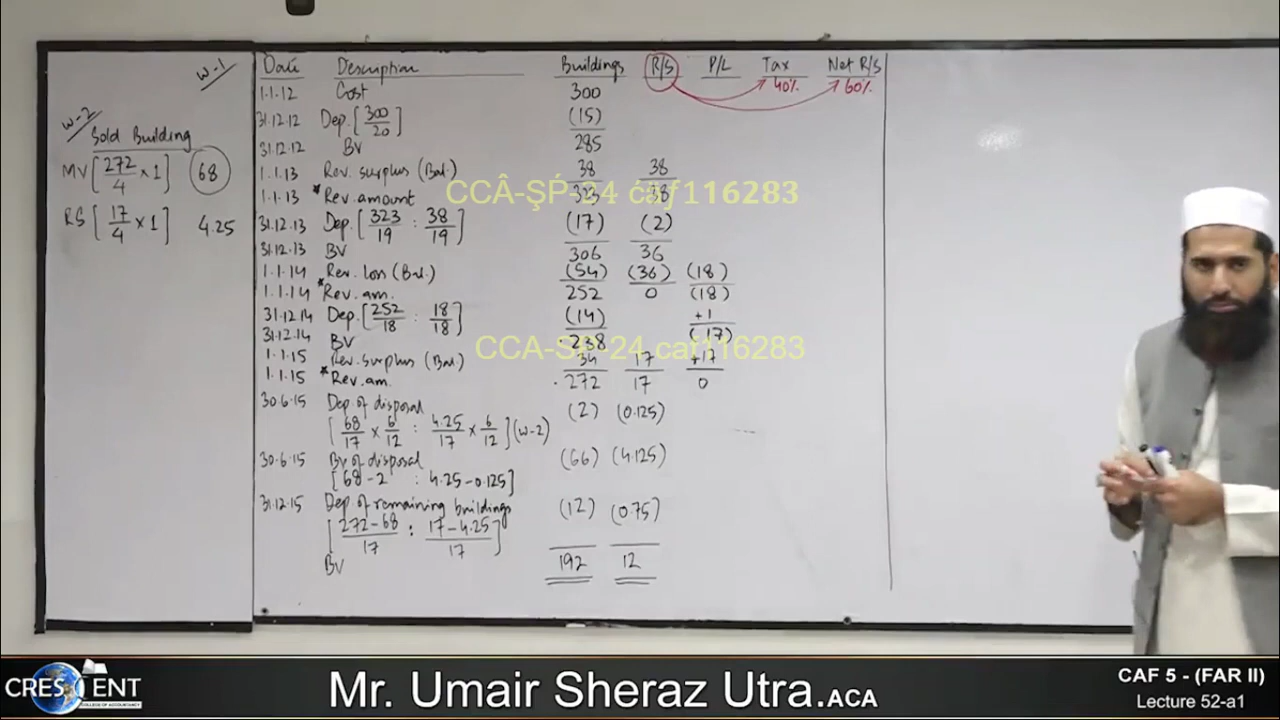 W-1
W-2
Sold Building
MV [272/4 × 1] 68
RS [17/4 × 1] 4.25
Date Description Buildings R/S P/L Tax Net R/S
40% 60%
1.1.12 Cost 300
31.12.12 Dep. [300/20] (15)
31.12.12 BV 285
1.1.13 Rev. surplus (Bal.) 38 38
1.1.13 *Rev. amount 323 38
31.12.13 Dep. [323/19 : 38/19] (17) (2)
31.12.13 BV 306 36
1.1.14 Rev. loss (Bal.) (54) (36) (18)
1.1.14 *Rev. am. 252 0 (18)
31.12.14 Dep. [252/18 : 18/18] (14) +1
31.12.14 BV 238 (17)
1.1.15 Rev. surplus (Bal.) 34 17 +17
1.1.15 *Rev. am. 272 17 0
30.6.15 Dep of disposal (2) (0.125)
[68/17 × 6/12 : 4.25/17 × 6/12] (W-2)
30.6.15 BV of disposal (66) (4.125)
[68-2 : 4.25-0.125]
31.12.15 Dep of remaining buildings (12) (0.75)
[272-68/17 : 17-4.25/17]
BV 192 12
CCÂ-ŞŔ-24 caf116283
CCA-SR-24 caf116283
CRESCENT
COLLEGE OF ACCOUNTANCY
Mr. Umair Sheraz Utra.ACA
CAF 5 - (FAR II)
Lecture 52-a1